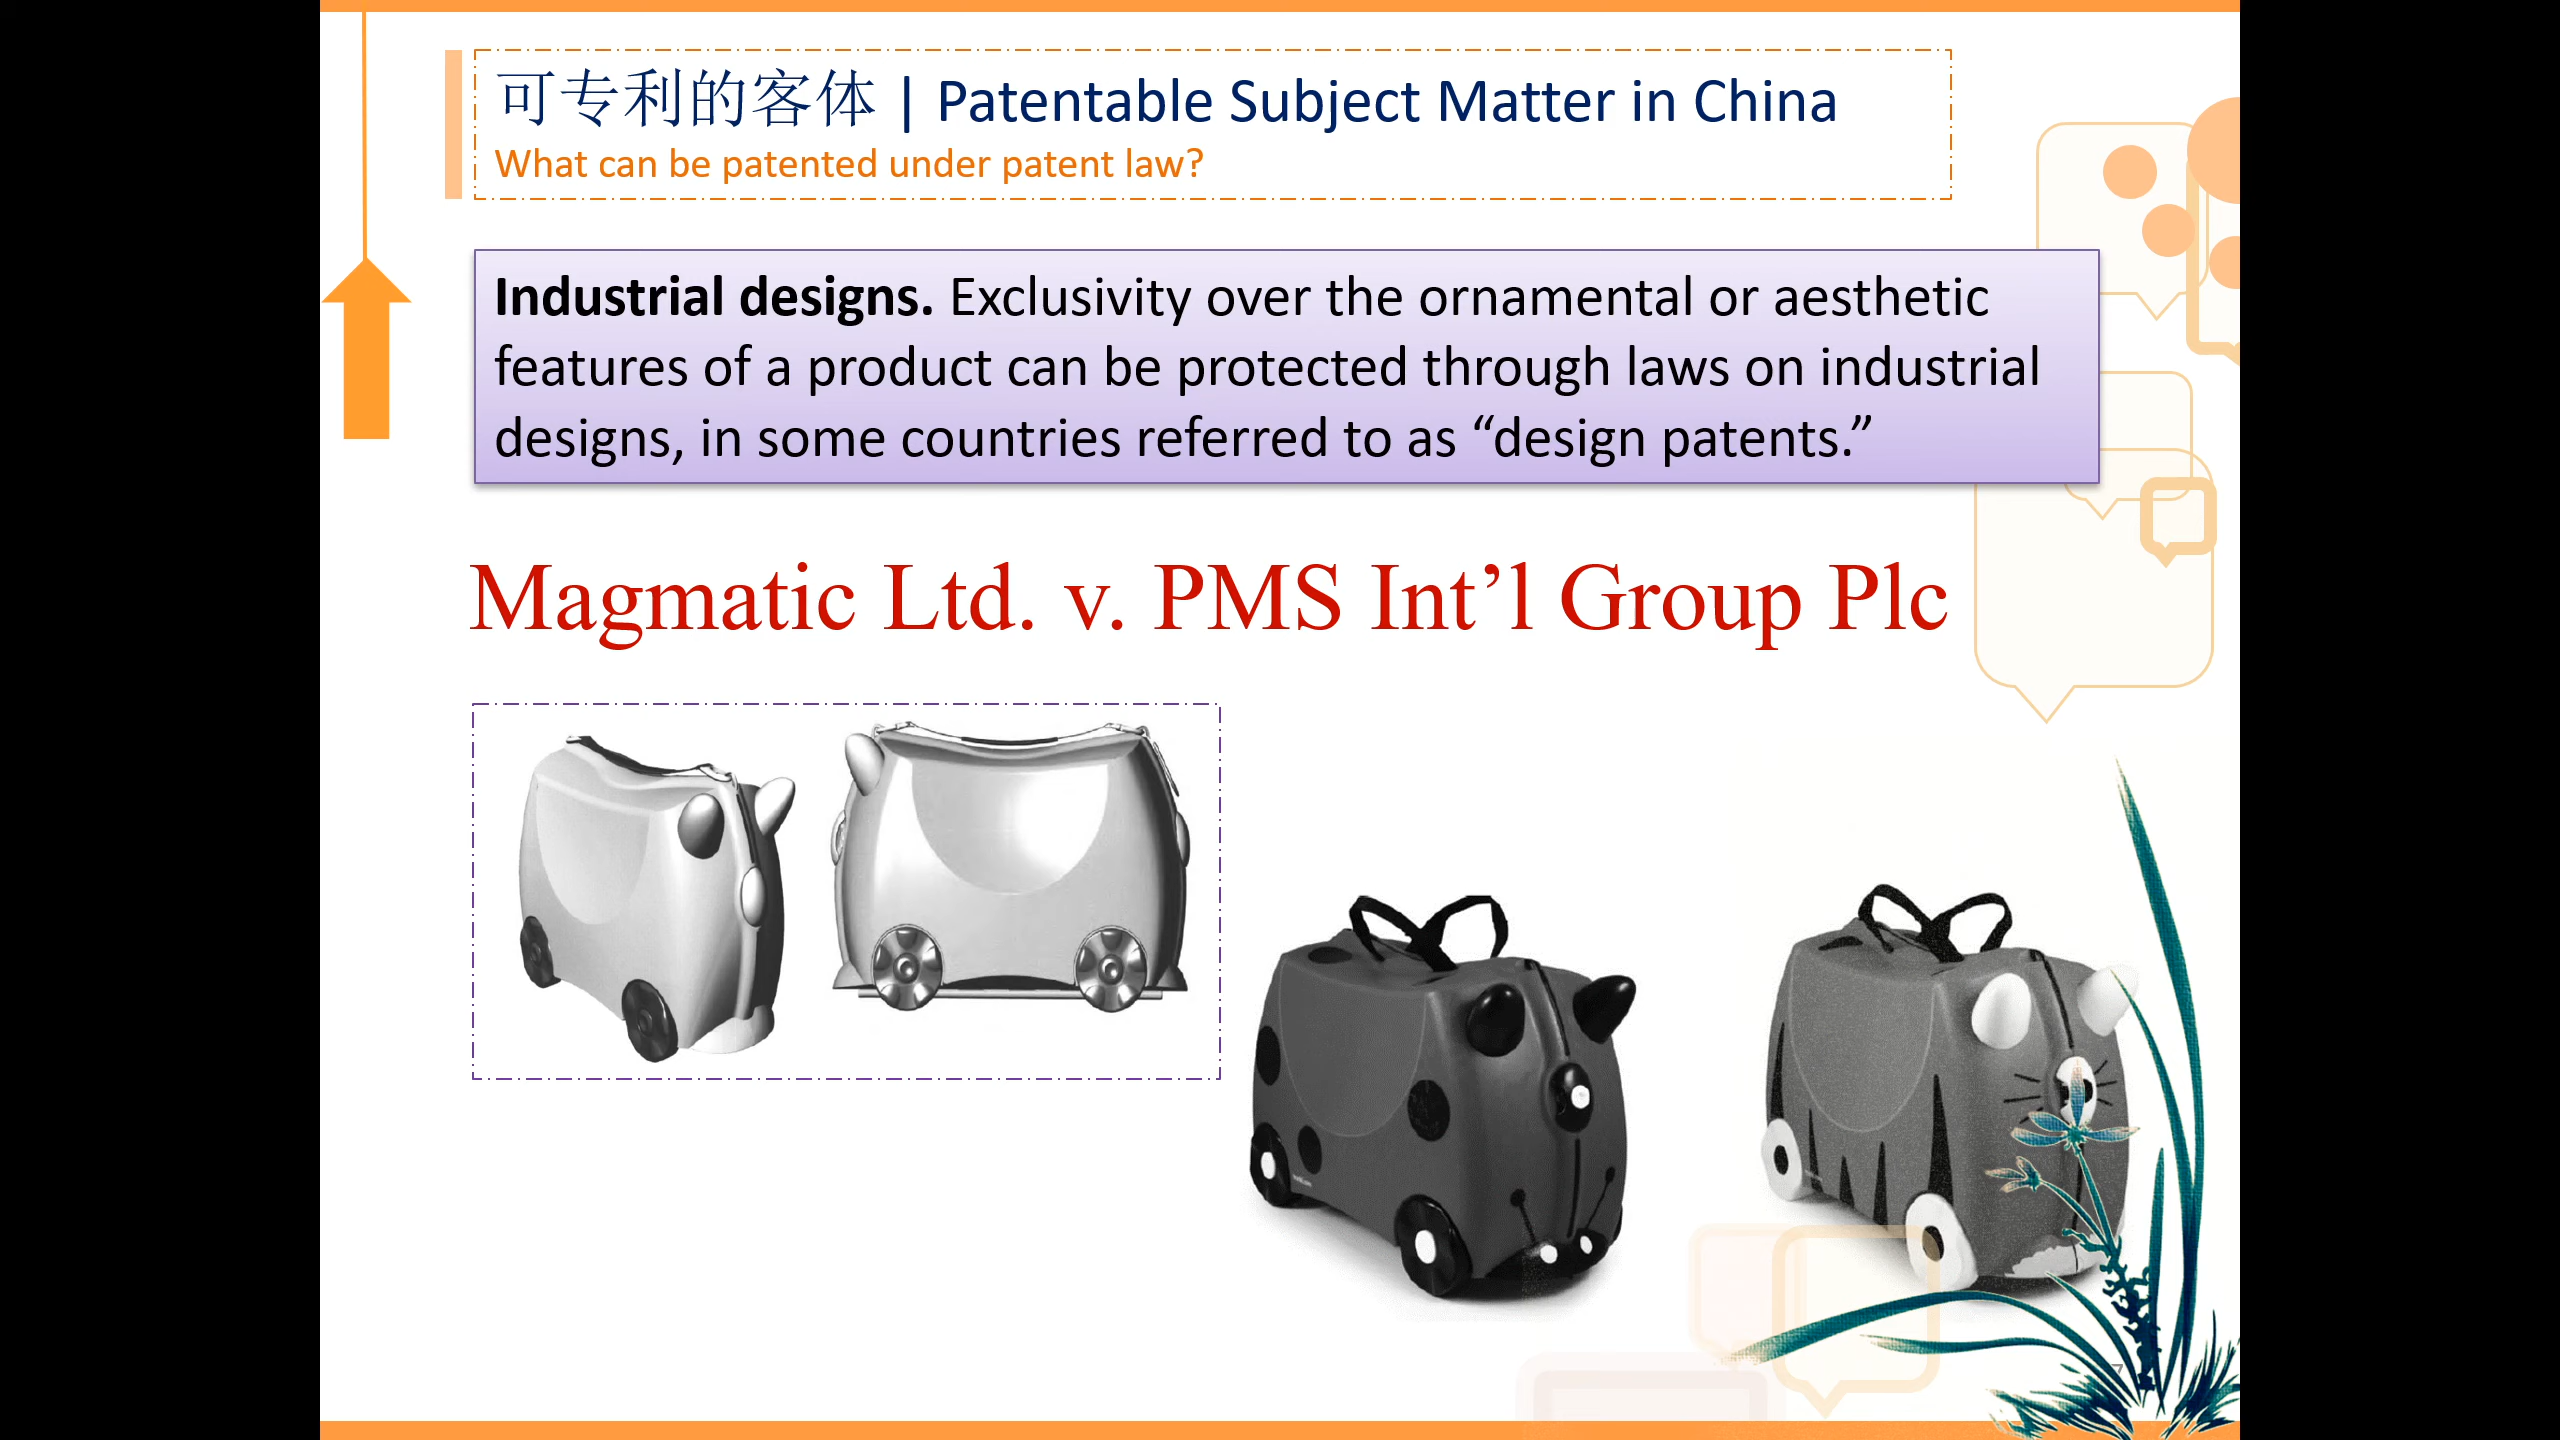 可专利的客体 | Patentable Subject Matter in China
What can be patented under patent law?
Industrial designs. Exclusivity over the ornamental or aesthetic
features of a product can be protected through laws on industrial
designs, in some countries referred to as “design patents.”
Magmatic Ltd. v. PMS Int’l Group Plc
7